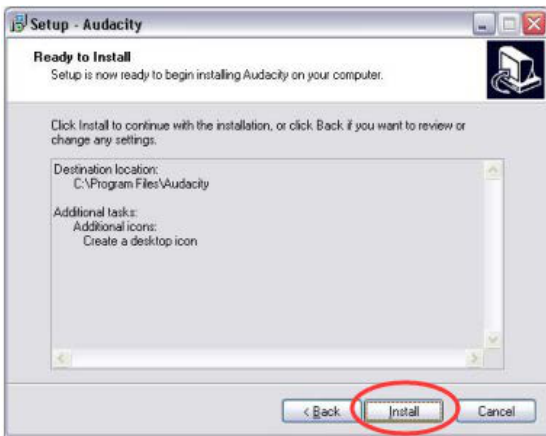 Setup - Audacity
Ready to Install
Setup is now ready to begin installing Audacity on your computer.
Click Install to continue with the installation, or click Back if you want to review or
change any settings.
Destination location:
C:\Program Files\Audacity
Additional tasks:
Additional icons:
Create a desktop icon
< Back
Install
Cancel